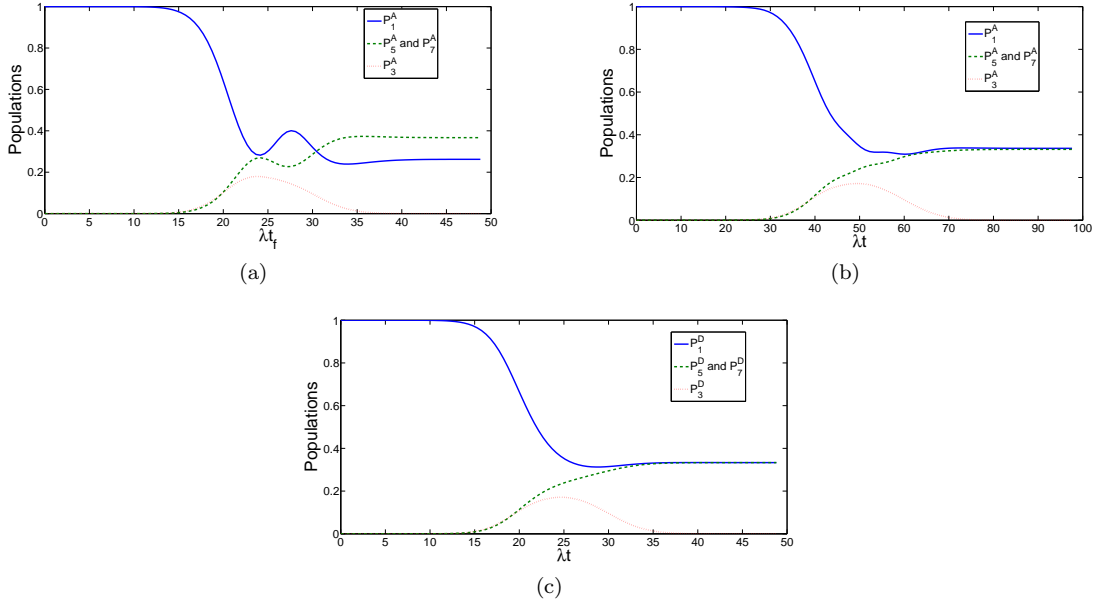 1
0.8
0.6
0.4
0.2
0
Populations
0 5 10 15 20 25 30 35 40 45 50
λt_f
P_1^A
P_5^A and P_7^A
P_3^A
(a)
1
0.8
0.6
0.4
0.2
0
Populations
0 10 20 30 40 50 60 70 80 90 100
λt
P_1^A
P_5^A and P_7^A
P_3^A
(b)
1
0.8
0.6
0.4
0.2
0
Populations
0 5 10 15 20 25 30 35 40 45 50
λt
P_1^D
P_5^D and P_7^D
P_3^D
(c)